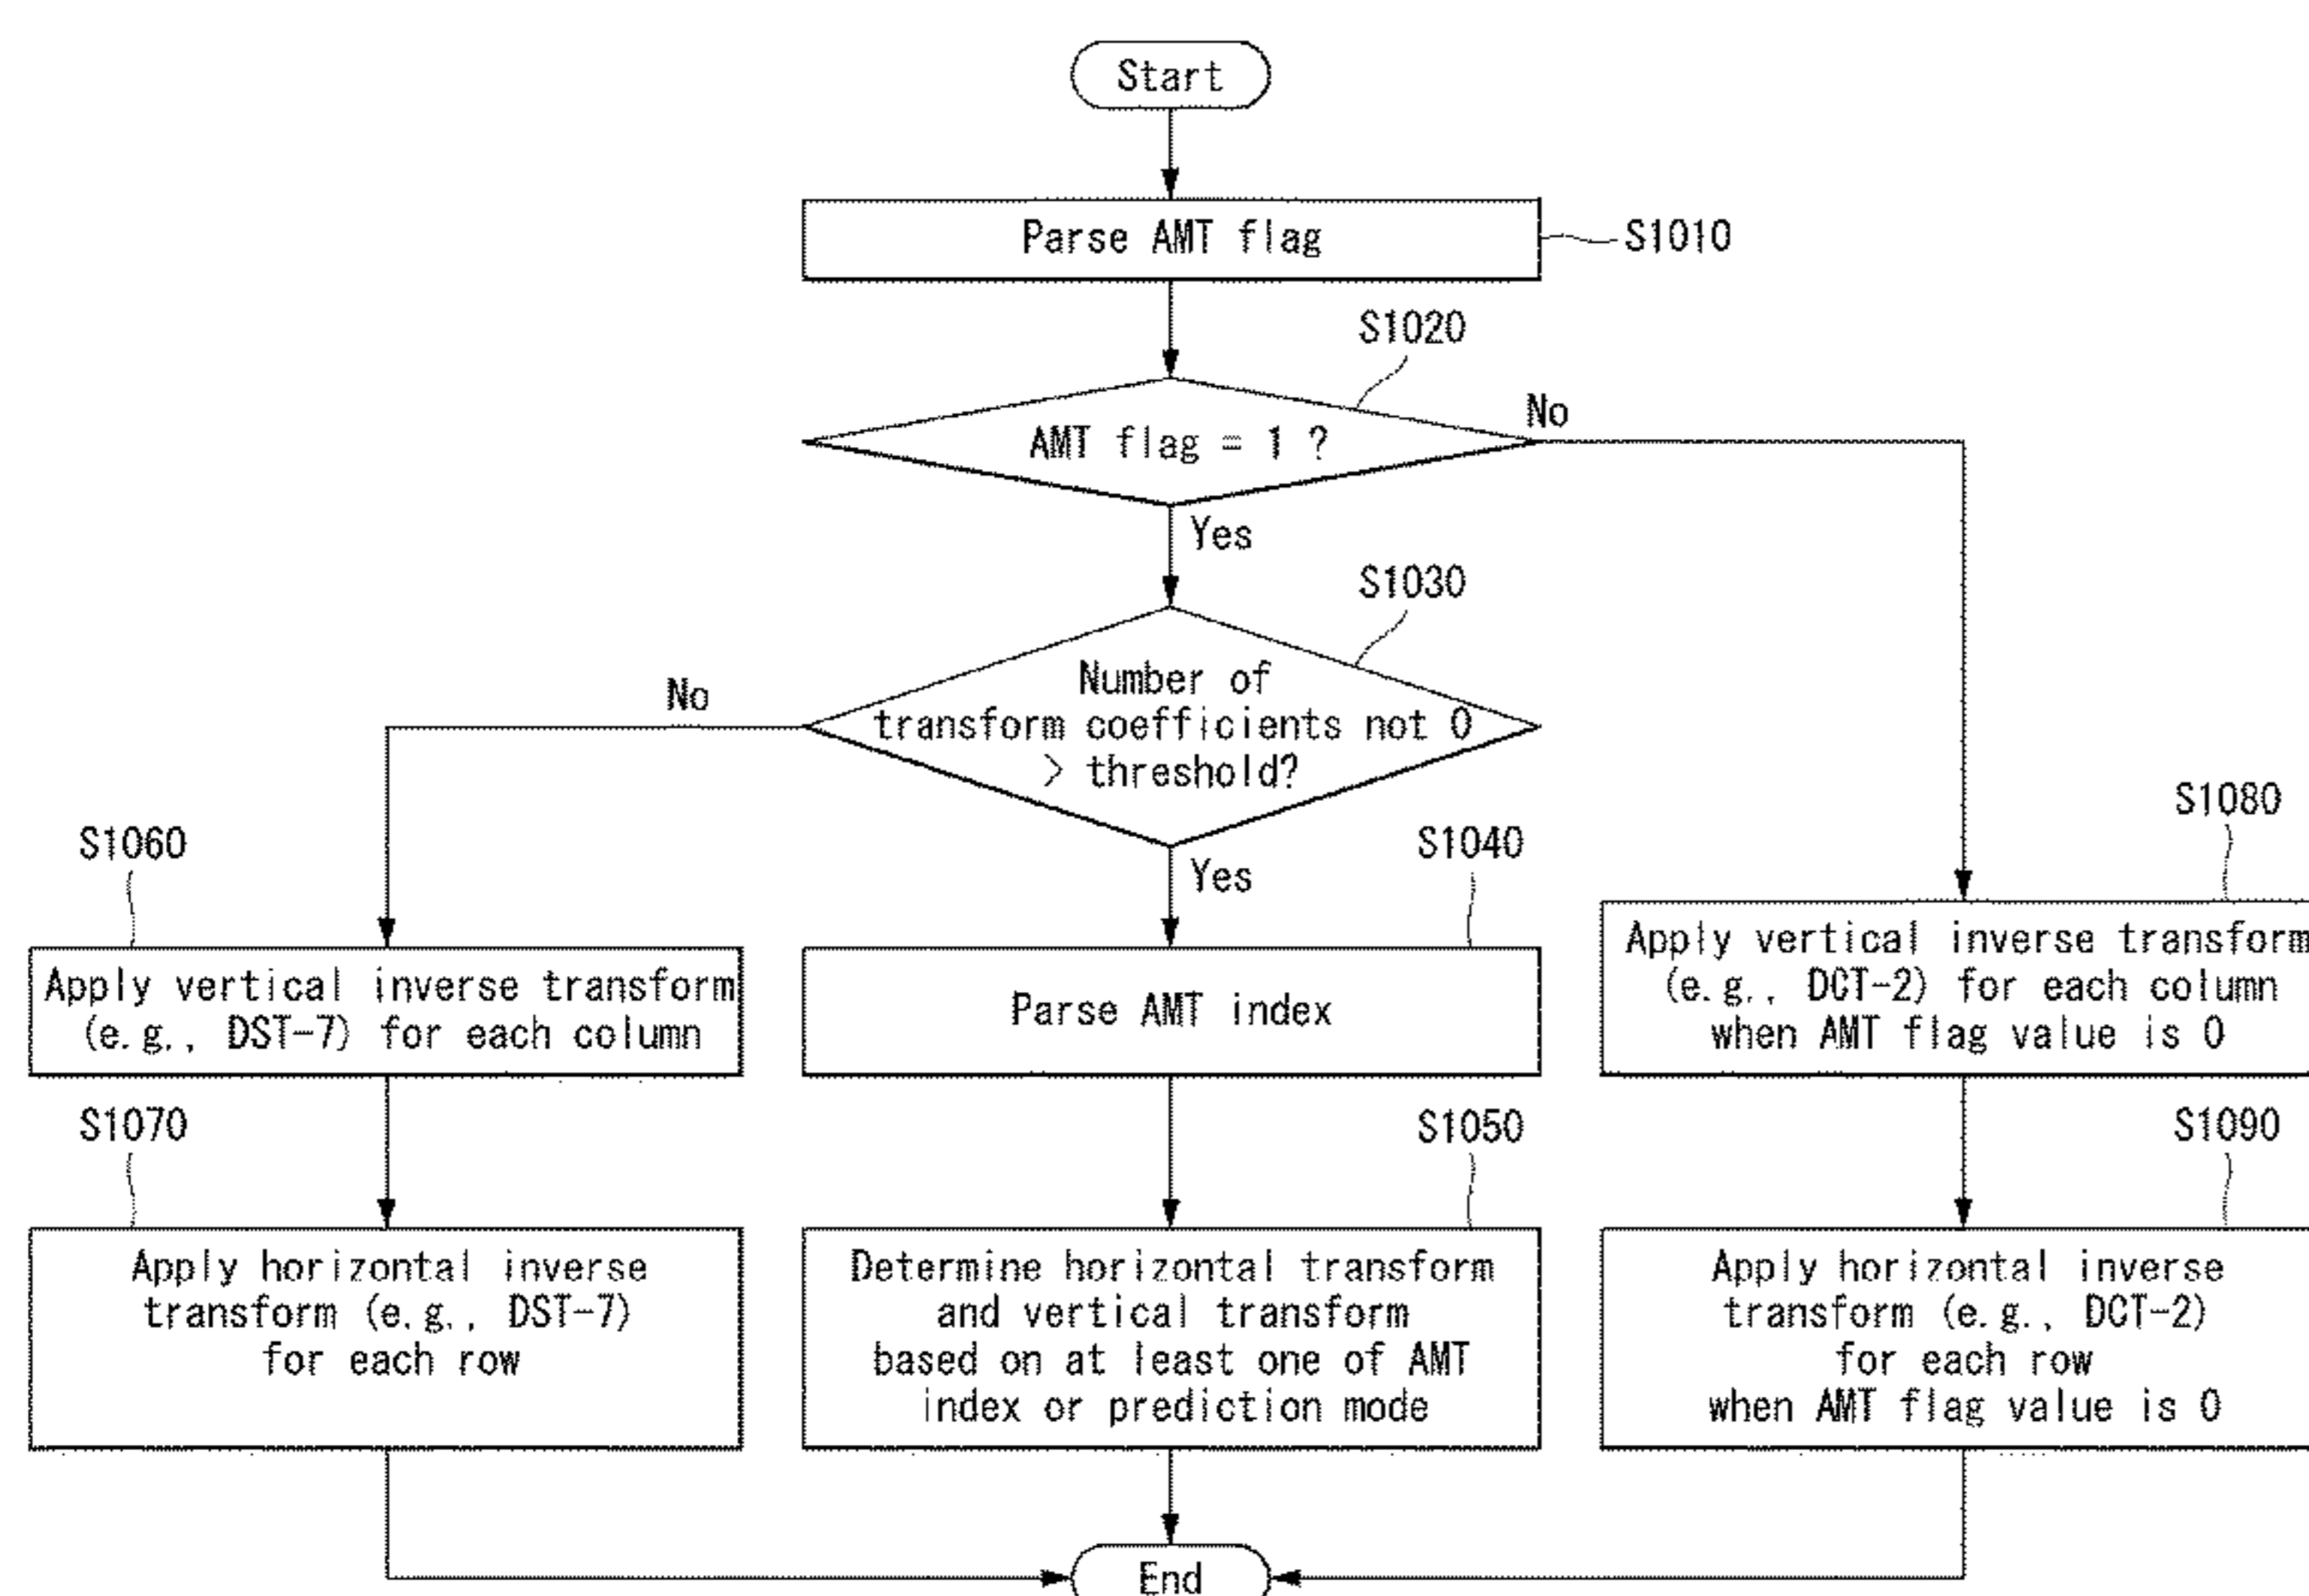 Start
Parse AMT flag
S1010
S1020
AMT flag = 1 ?
No
Yes
S1030
Number of
transform coefficients not 0
> threshold?
No
Yes
S1060
Apply vertical inverse transform
(e.g., DST-7) for each column
S1040
Parse AMT index
S1080
Apply vertical inverse transform
(e.g., DCT-2) for each column
when AMT flag value is 0
S1070
Apply horizontal inverse
transform (e.g., DST-7)
for each row
S1050
Determine horizontal transform
and vertical transform
based on at least one of AMT
index or prediction mode
S1090
Apply horizontal inverse
transform (e.g., DCT-2)
for each row
when AMT flag value is 0
End